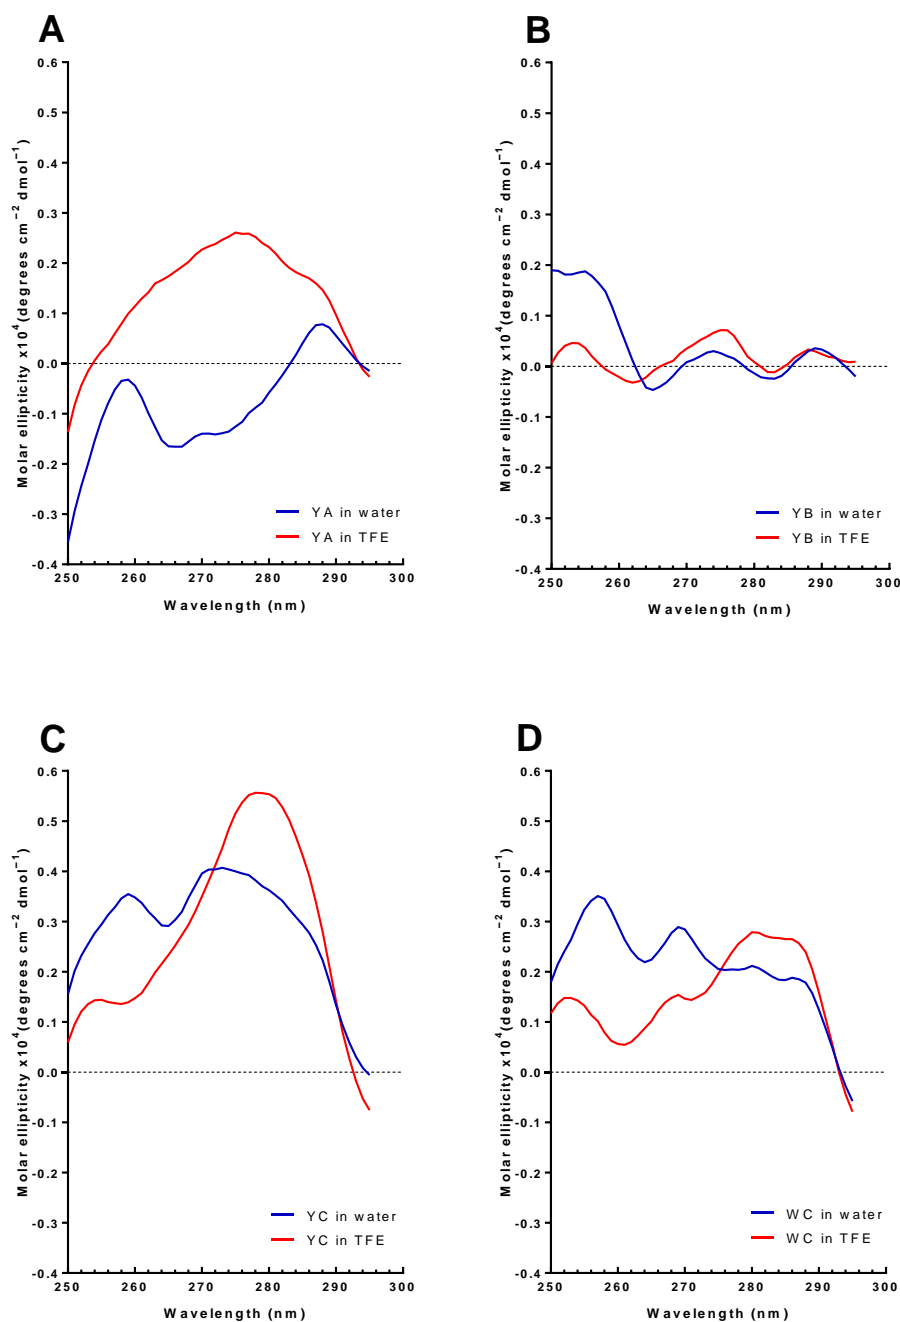 A
0.6
0.5
0.4
0.3
0.2
0.1
0.0
-0.1
-0.2
-0.3
-0.4
Molar ellipticity x10⁴(degrees cm⁻² dmol⁻¹)
YA in water
YA in TFE
250 260 270 280 290 300
Wavelength (nm)
B
0.6
0.5
0.4
0.3
0.2
0.1
0.0
-0.1
-0.2
-0.3
-0.4
Molar ellipticity x10⁴(degrees cm⁻² dmol⁻¹)
YB in water
YB in TFE
250 260 270 280 290 300
Wavelength (nm)
C
0.6
0.5
0.4
0.3
0.2
0.1
0.0
-0.1
-0.2
-0.3
-0.4
Molar ellipticity x10⁴(degrees cm⁻² dmol⁻¹)
YC in water
YC in TFE
250 260 270 280 290 300
Wavelength (nm)
D
0.6
0.5
0.4
0.3
0.2
0.1
0.0
-0.1
-0.2
-0.3
-0.4
Molar ellipticity x10⁴(degrees cm⁻² dmol⁻¹)
WC in water
WC in TFE
250 260 270 280 290 300
Wavelength (nm)